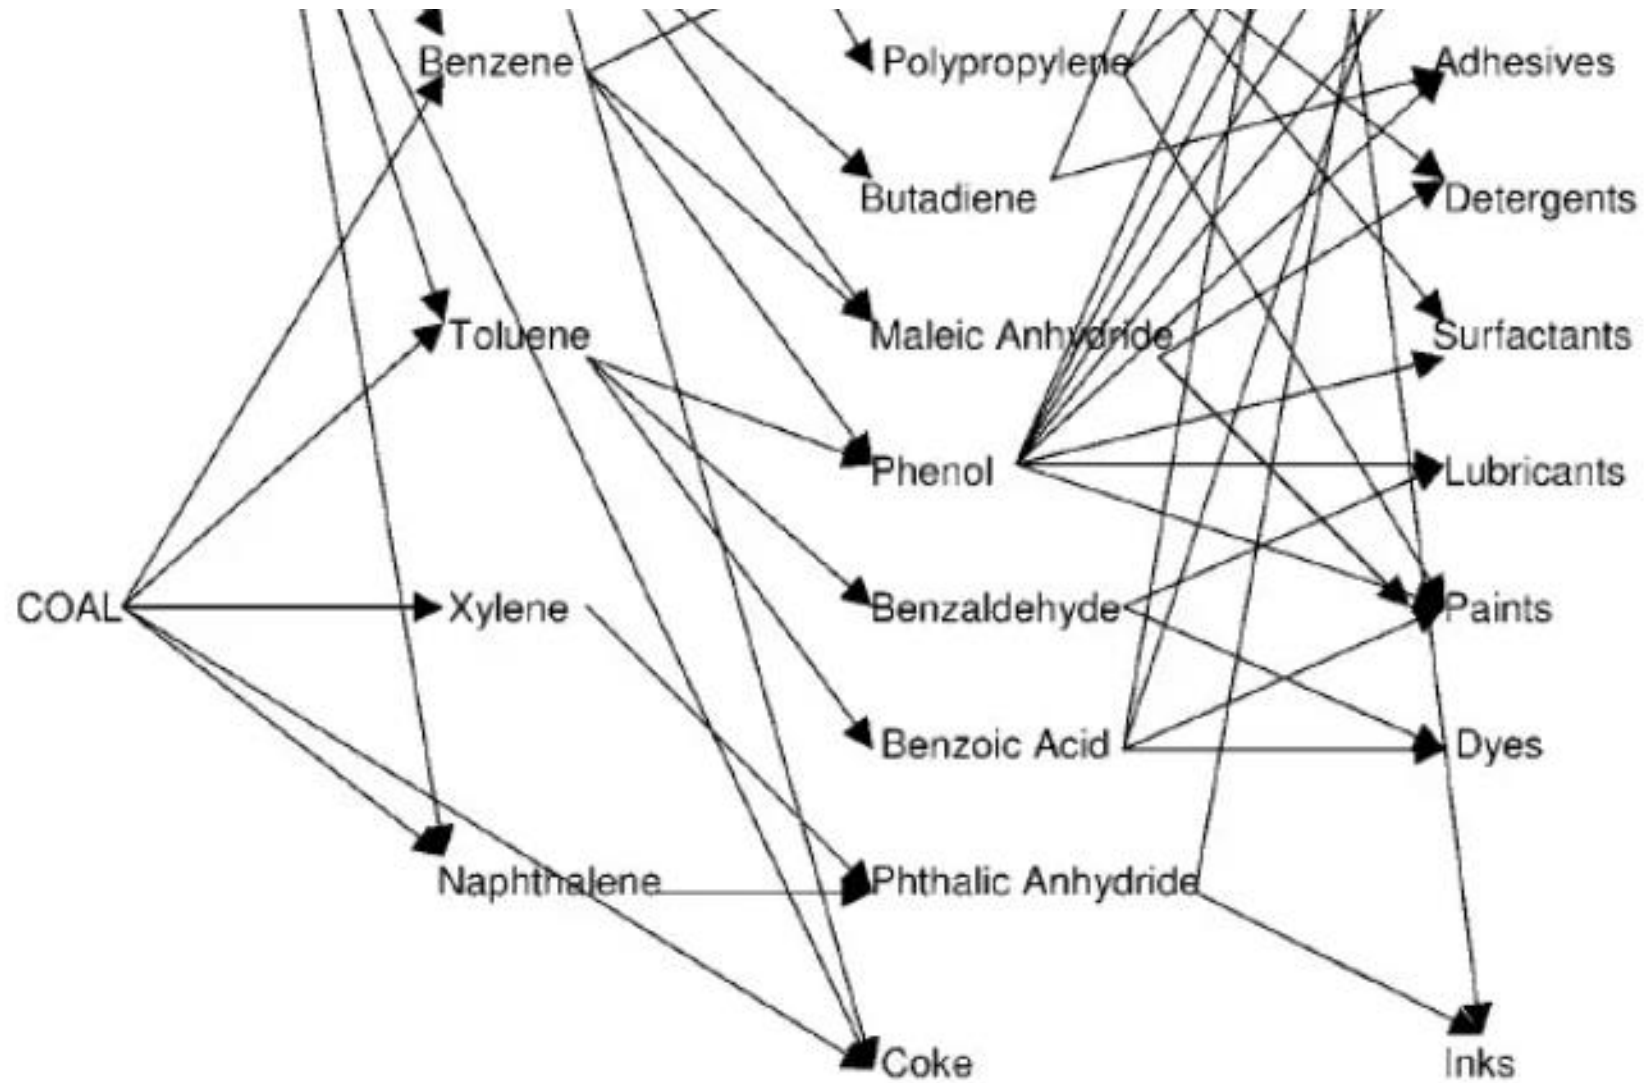 Benzene
Polypropylene
Adhesives
Butadiene
Detergents
Toluene
Maleic Anhydride
Surfactants
Phenol
Lubricants
COAL
Xylene
Benzaldehyde
Paints
Benzoic Acid
Dyes
Naphthalene
Phthalic Anhydride
Coke
Inks